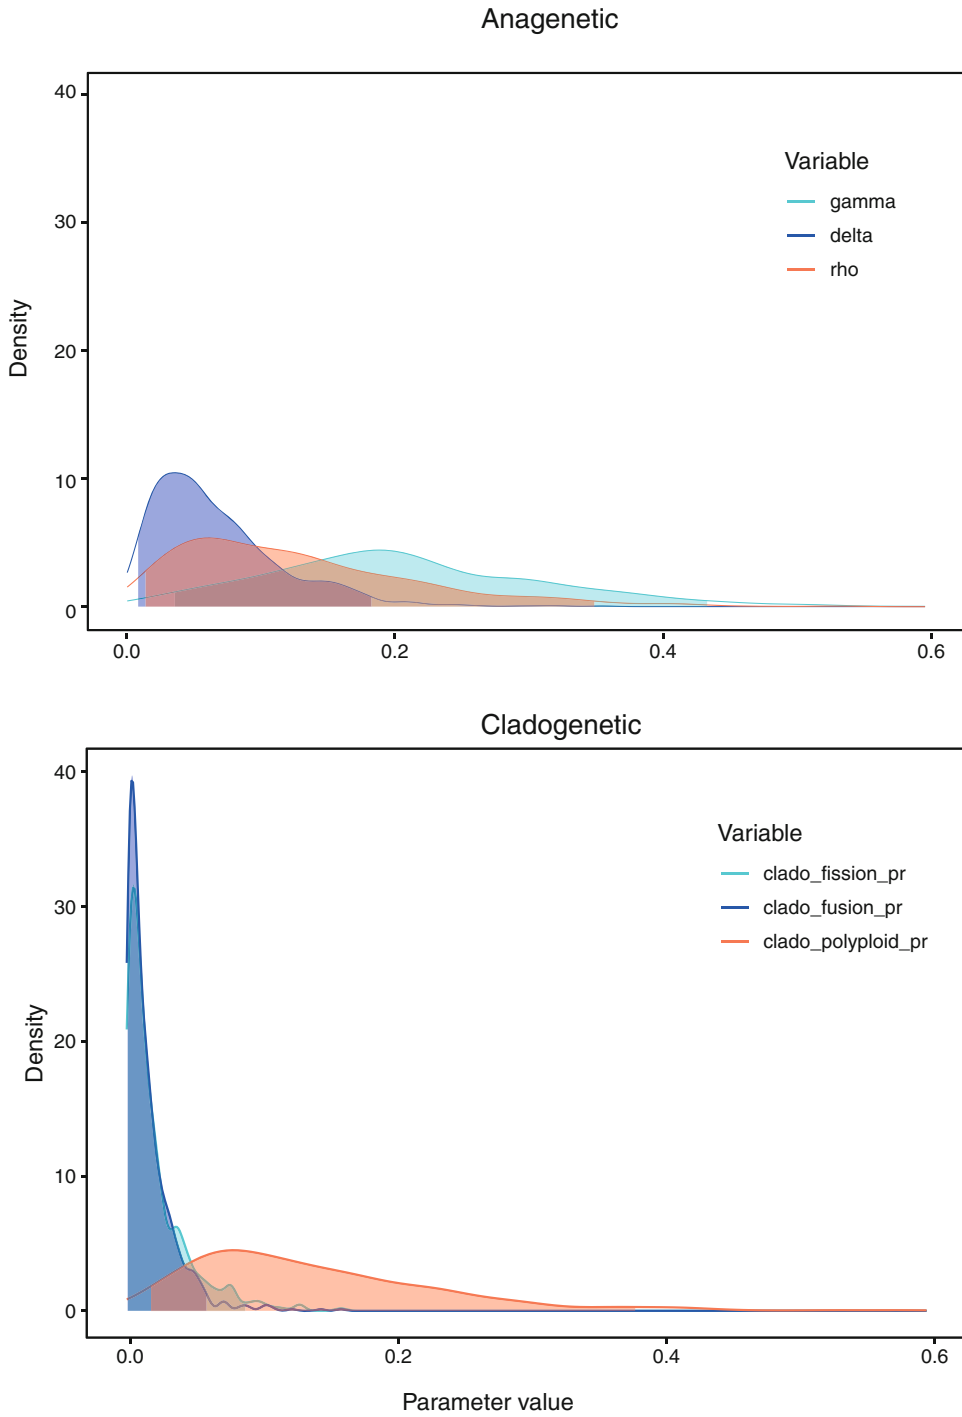 Anagenetic
40
30
20
10
0
Density
Variable
gamma
delta
rho
0.0 0.2 0.4 0.6
Cladogenetic
40
30
20
10
0
Density
Variable
clado_fission_pr
clado_fusion_pr
clado_polyploid_pr
0.0 0.2 0.4 0.6
Parameter value